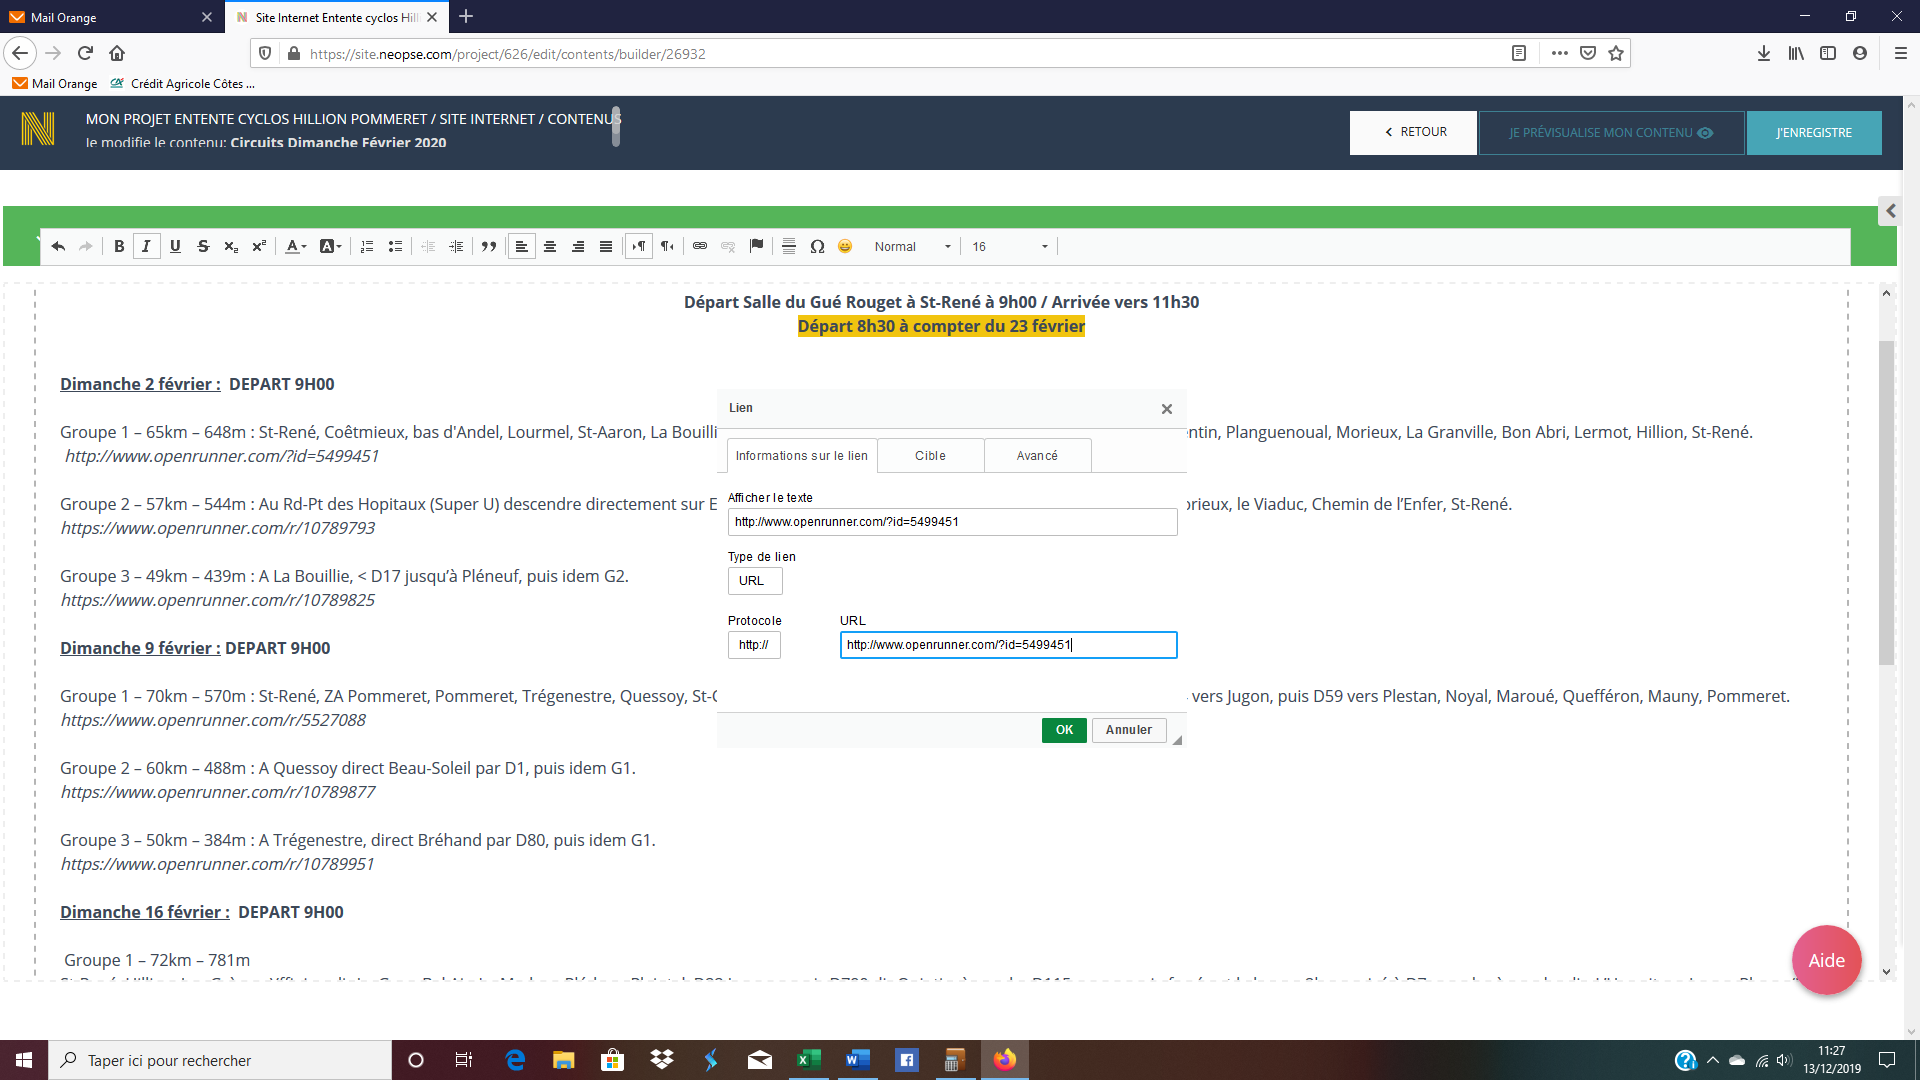 Mail Orange
Site Internet Entente cyclos Hill
https://site.neopse.com/project/626/edit/contents/builder/26932
Mail Orange
Crédit Agricole Côtes ...
MON PROJET ENTENTE CYCLOS HILLION POMMERET / SITE INTERNET / CONTENUS
Je modifie le contenu: Circuits Dimanche Février 2020
RETOUR
JE PRÉVISUALISE MON CONTENU
J'ENREGISTRE
Normal
16
Départ Salle du Gué Rouget à St-René à 9h00 / Arrivée vers 11h30
Départ 8h30 à compter du 23 février
Dimanche 2 février : DEPART 9H00
Groupe 1 – 65km – 648m : St-René, Coêtmieux, bas d'Andel, Lourmel, St-Aaron, La Bouilli
entin, Planguenoual, Morieux, La Granville, Bon Abri, Lermot, Hillion, St-René.
http://www.openrunner.com/?id=5499451
Groupe 2 – 57km – 544m : Au Rd-Pt des Hopitaux (Super U) descendre directement sur E
orieux, le Viaduc, Chemin de l’Enfer, St-René.
https://www.openrunner.com/r/10789793
Groupe 3 – 49km – 439m : A La Bouillie, < D17 jusqu’à Pléneuf, puis idem G2.
https://www.openrunner.com/r/10789825
Dimanche 9 février : DEPART 9H00
Groupe 1 – 70km – 570m : St-René, ZA Pommeret, Pommeret, Trégenestre, Quessoy, St-C
vers Jugon, puis D59 vers Plestan, Noyal, Maroué, Quefféron, Mauny, Pommeret.
https://www.openrunner.com/r/5527088
Groupe 2 – 60km – 488m : A Quessoy direct Beau-Soleil par D1, puis idem G1.
https://www.openrunner.com/r/10789877
Groupe 3 – 50km – 384m : A Trégenestre, direct Bréhand par D80, puis idem G1.
https://www.openrunner.com/r/10789951
Dimanche 16 février : DEPART 9H00
Groupe 1 – 72km – 781m
Lien
Informations sur le lien
Cible
Avancé
Afficher le texte
http://www.openrunner.com/?id=5499451
Type de lien
URL
Protocole
URL
http://
http://www.openrunner.com/?id=5499451
OK
Annuler
Aide
Taper ici pour rechercher
11:27
13/12/2019